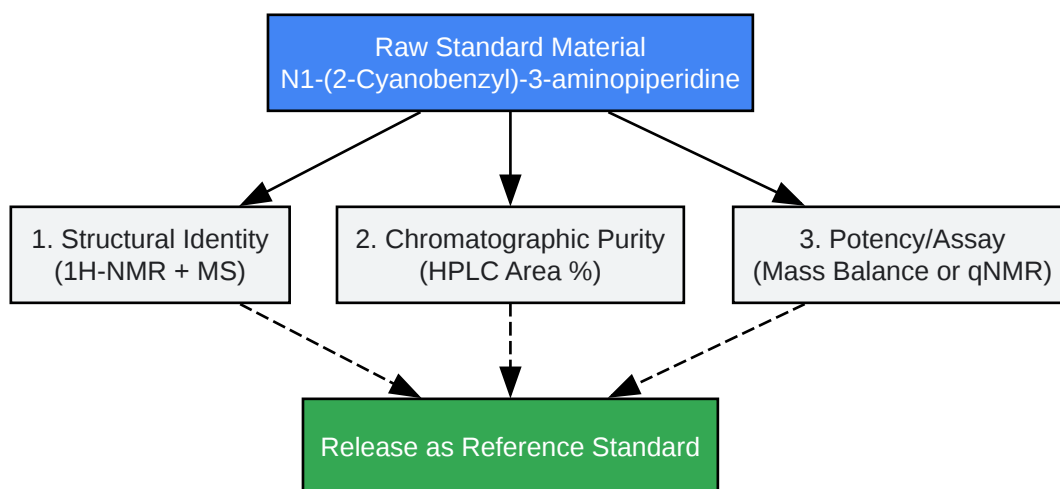 Raw Standard Material
N1-(2-Cyanobenzyl)-3-aminopiperidine
1. Structural Identity
(1H-NMR + MS)
2. Chromatographic Purity
(HPLC Area %)
3. Potency/Assay
(Mass Balance or qNMR)
Release as Reference Standard